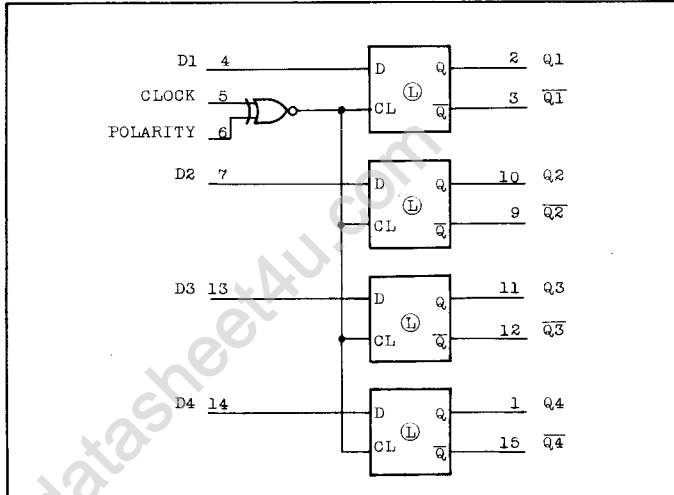 D1 4
D Q 2 Q1
CLOCK 5
Ⓛ
CL Q̅ 3 Q̅1̅
POLARITY 6
D2 7
D Q 10 Q2
Ⓛ
CL Q̅ 9 Q̅2̅
D3 13
D Q 11 Q3
Ⓛ
CL Q̅ 12 Q̅3̅
D4 14
D Q 1 Q4
Ⓛ
CL Q̅ 15 Q̅4̅
datasheet4u.com